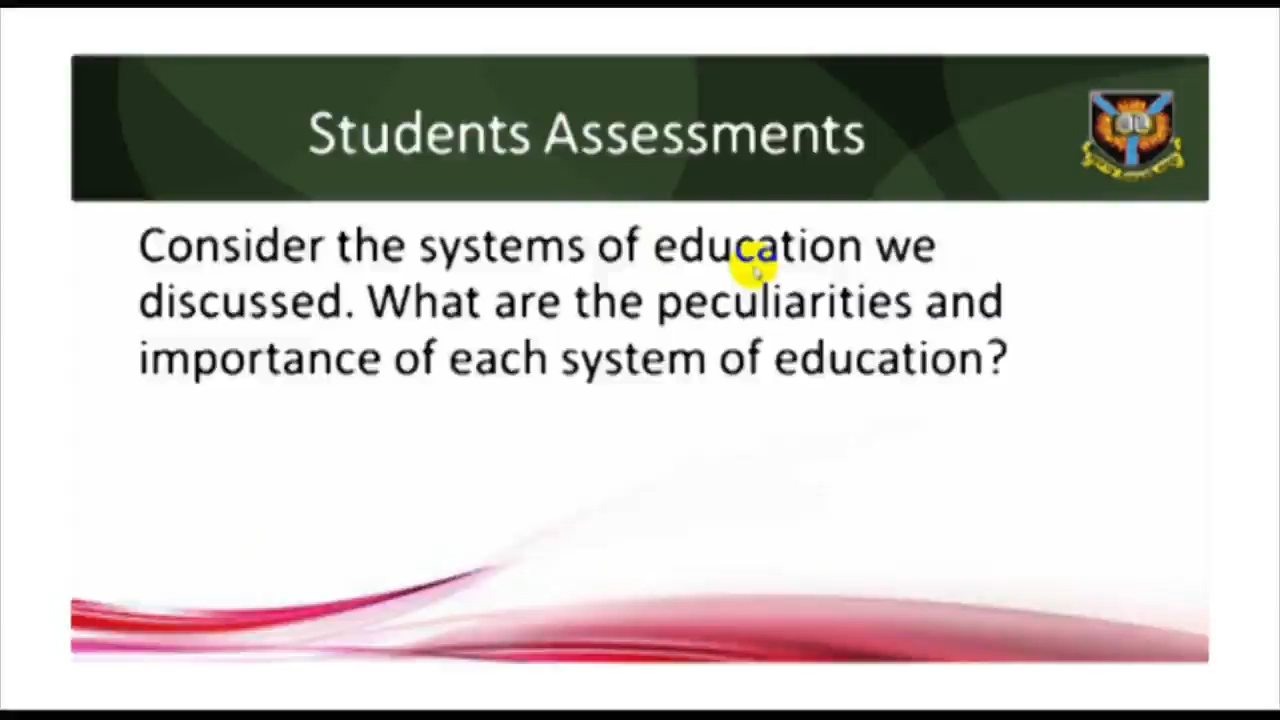 Students Assessments
Consider the systems of education we
discussed. What are the peculiarities and
importance of each system of education?